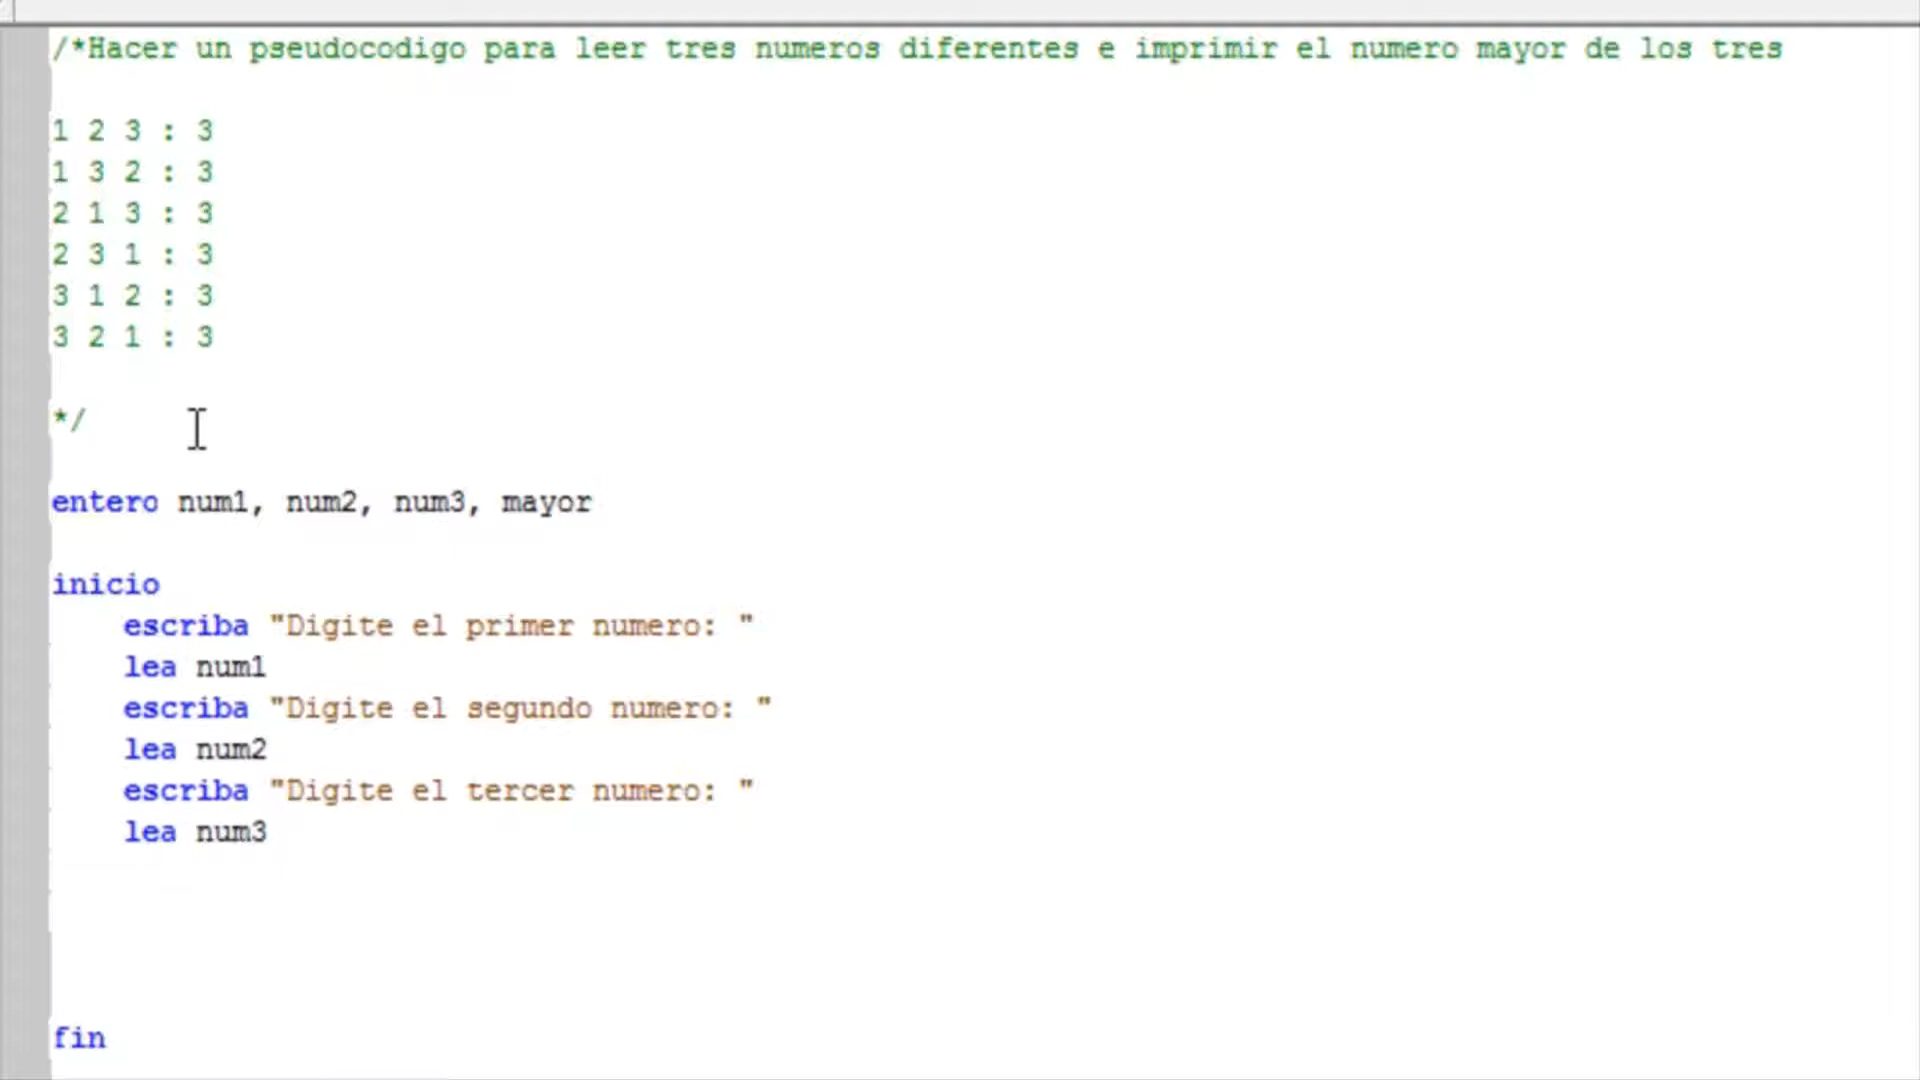 /*Hacer un pseudocodigo para leer tres numeros diferentes e imprimir el numero mayor de los tres
1 2 3 : 3
1 3 2 : 3
2 1 3 : 3
2 3 1 : 3
3 1 2 : 3
3 2 1 : 3
*/
entero num1, num2, num3, mayor
inicio
escriba "Digite el primer numero: "
lea num1
escriba "Digite el segundo numero: "
lea num2
escriba "Digite el tercer numero: "
lea num3
fin